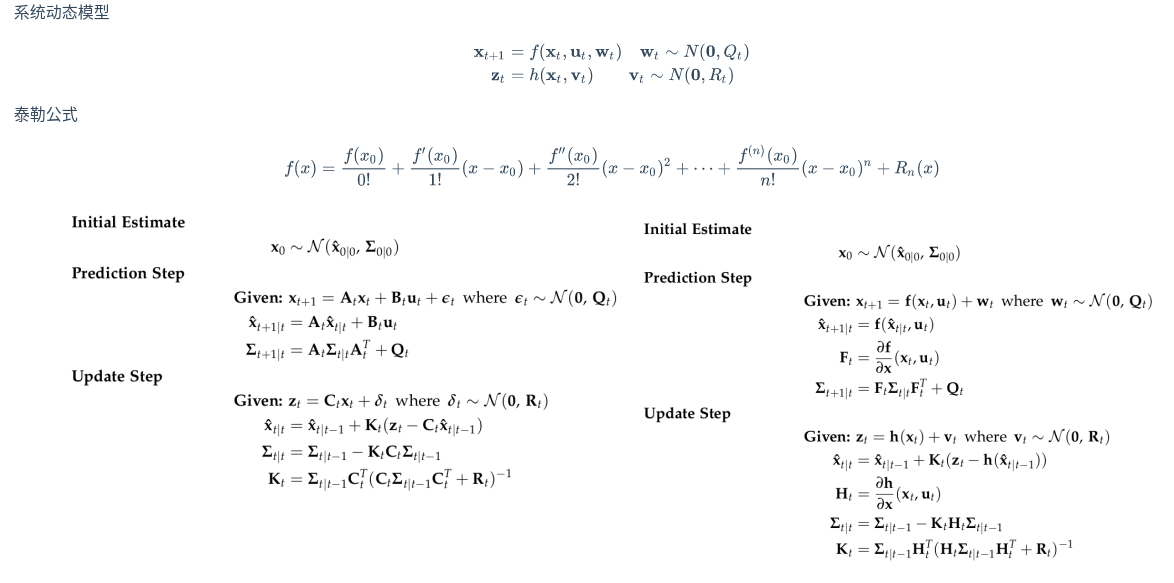 系统动态模型
x_{t+1} = f(x_t, u_t, w_t)   w_t ∼ N(0, Q_t)
z_t = h(x_t, v_t)   v_t ∼ N(0, R_t)
泰勒公式
f(x) = \frac{f(x_0)}{0!} + \frac{f'(x_0)}{1!}(x − x_0) + \frac{f''(x_0)}{2!}(x − x_0)^2 + ⋯ + \frac{f^{(n)}(x_0)}{n!}(x − x_0)^n + R_n(x)
Initial Estimate
x_0 ∼ 𝒩(x̂_{0|0}, Σ_{0|0})
Prediction Step
Given: x_{t+1} = A_t x_t + B_t u_t + ϵ_t where ϵ_t ∼ 𝒩(0, Q_t)
x̂_{t+1|t} = A_t x̂_{t|t} + B_t u_t
Σ_{t+1|t} = A_t Σ_{t|t} A_t^T + Q_t
Update Step
Given: z_t = C_t x_t + δ_t where δ_t ∼ 𝒩(0, R_t)
x̂_{t|t} = x̂_{t|t−1} + K_t(z_t − C_t x̂_{t|t−1})
Σ_{t|t} = Σ_{t|t−1} − K_t C_t Σ_{t|t−1}
K_t = Σ_{t|t−1} C_t^T (C_t Σ_{t|t−1} C_t^T + R_t)^{−1}
Initial Estimate
x_0 ∼ 𝒩(x̂_{0|0}, Σ_{0|0})
Prediction Step
Given: x_{t+1} = f(x_t, u_t) + w_t where w_t ∼ 𝒩(0, Q_t)
x̂_{t+1|t} = f(x̂_{t|t}, u_t)
F_t = \frac{∂f}{∂x}(x_t, u_t)
Σ_{t+1|t} = F_t Σ_{t|t} F_t^T + Q_t
Update Step
Given: z_t = h(x_t) + v_t where v_t ∼ 𝒩(0, R_t)
x̂_{t|t} = x̂_{t|t−1} + K_t(z_t − h(x̂_{t|t−1}))
H_t = \frac{∂h}{∂x}(x_t, u_t)
Σ_{t|t} = Σ_{t|t−1} − K_t H_t Σ_{t|t−1}
K_t = Σ_{t|t−1} H_t^T (H_t Σ_{t|t−1} H_t^T + R_t)^{−1}